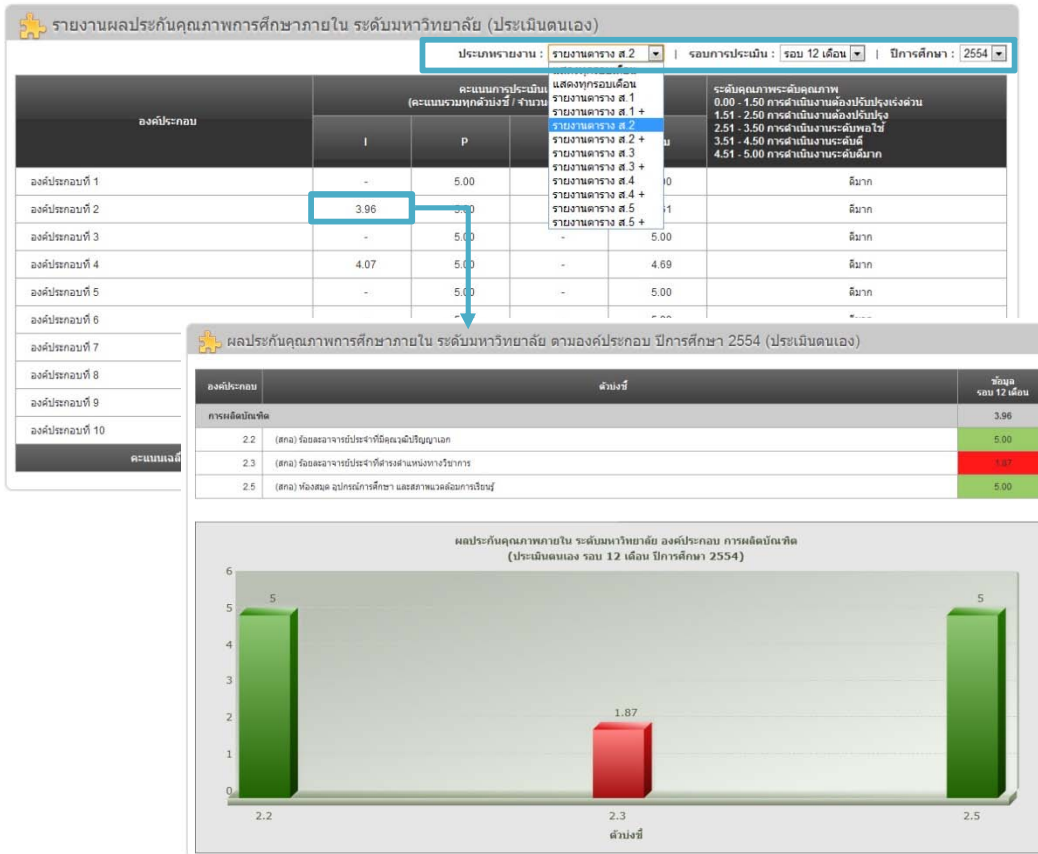 รายงานผลประกันคุณภาพการศึกษาภายใน ระดับมหาวิทยาลัย (ประเมินตนเอง)
ประเภทรายงาน : รายงานตาราง ส.2 | รอบการประเมิน : รอบ 12 เดือน | ปีการศึกษา : 2554
แสดงทุกรอบเดือน
รายงานตาราง ส.1
รายงานตาราง ส.1 +
รายงานตาราง ส.2
รายงานตาราง ส.2 +
รายงานตาราง ส.3
รายงานตาราง ส.3 +
รายงานตาราง ส.4
รายงานตาราง ส.4 +
รายงานตาราง ส.5
รายงานตาราง ส.5 +
องค์ประกอบ
คะแนนการประเมิน
(คะแนนรวมทุกตัวบ่งชี้ / จำนวน
I P
ระดับคุณภาพระดับคุณภาพ
0.00 - 1.50 การดำเนินงานต้องปรับปรุงเร่งด่วน
1.51 - 2.50 การดำเนินงานต้องปรับปรุง
2.51 - 3.50 การดำเนินงานระดับพอใช้
3.51 - 4.50 การดำเนินงานระดับดี
4.51 - 5.00 การดำเนินงานระดับดีมาก
องค์ประกอบที่ 1 - 5.00 ดีมาก
องค์ประกอบที่ 2 3.96 ดีมาก
องค์ประกอบที่ 3 - 5.00 - 5.00 ดีมาก
องค์ประกอบที่ 4 4.07 5.00 - 4.69 ดีมาก
องค์ประกอบที่ 5 - 5.00 - 5.00 ดีมาก
องค์ประกอบที่ 6
องค์ประกอบที่ 7
องค์ประกอบที่ 8
องค์ประกอบที่ 9
องค์ประกอบที่ 10
คะแนนเฉลี่
ผลประกันคุณภาพการศึกษาภายใน ระดับมหาวิทยาลัย ตามองค์ประกอบ ปีการศึกษา 2554 (ประเมินตนเอง)
องค์ประกอบ ตัวบ่งชี้ ข้อมูล
รอบ 12 เดือน
การผลิตบัณฑิต 3.96
2.2 (สกอ) ร้อยละอาจารย์ประจำที่มีคุณวุฒิปริญญาเอก 5.00
2.3 (สกอ) ร้อยละอาจารย์ประจำที่ดำรงตำแหน่งทางวิชาการ 1.87
2.5 (สกอ) ห้องสมุด อุปกรณ์การศึกษา และสภาพแวดล้อมการเรียนรู้ 5.00
ผลประกันคุณภาพภายใน ระดับมหาวิทยาลัย องค์ประกอบ การผลิตบัณฑิต
(ประเมินตนเอง รอบ 12 เดือน ปีการศึกษา 2554)
6
5
4
3
2
1
0
5
1.87
5
2.2 2.3 2.5
ตัวบ่งชี้